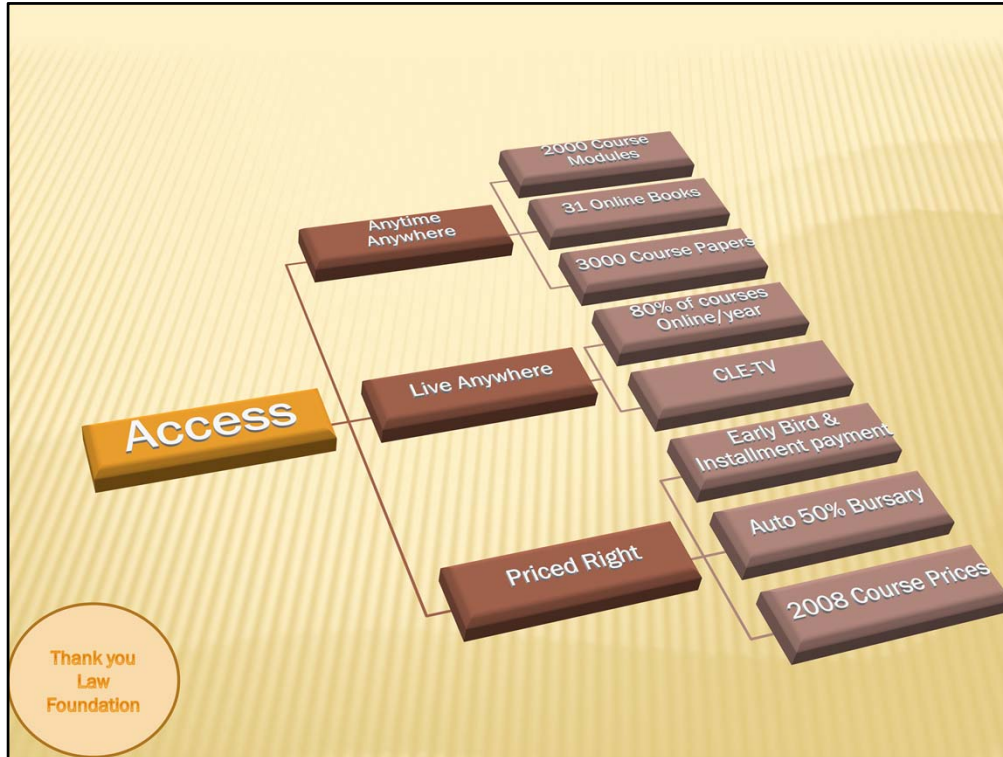 Access
Anytime
Anywhere
2000 Course
Modules
31 Online Books
3000 Course Papers
Live Anywhere
80% of courses
Online/year
CLE-TV
Priced Right
Early Bird &
Installment payment
Auto 50% Bursary
2008 Course Prices
Thank you
Law
Foundation